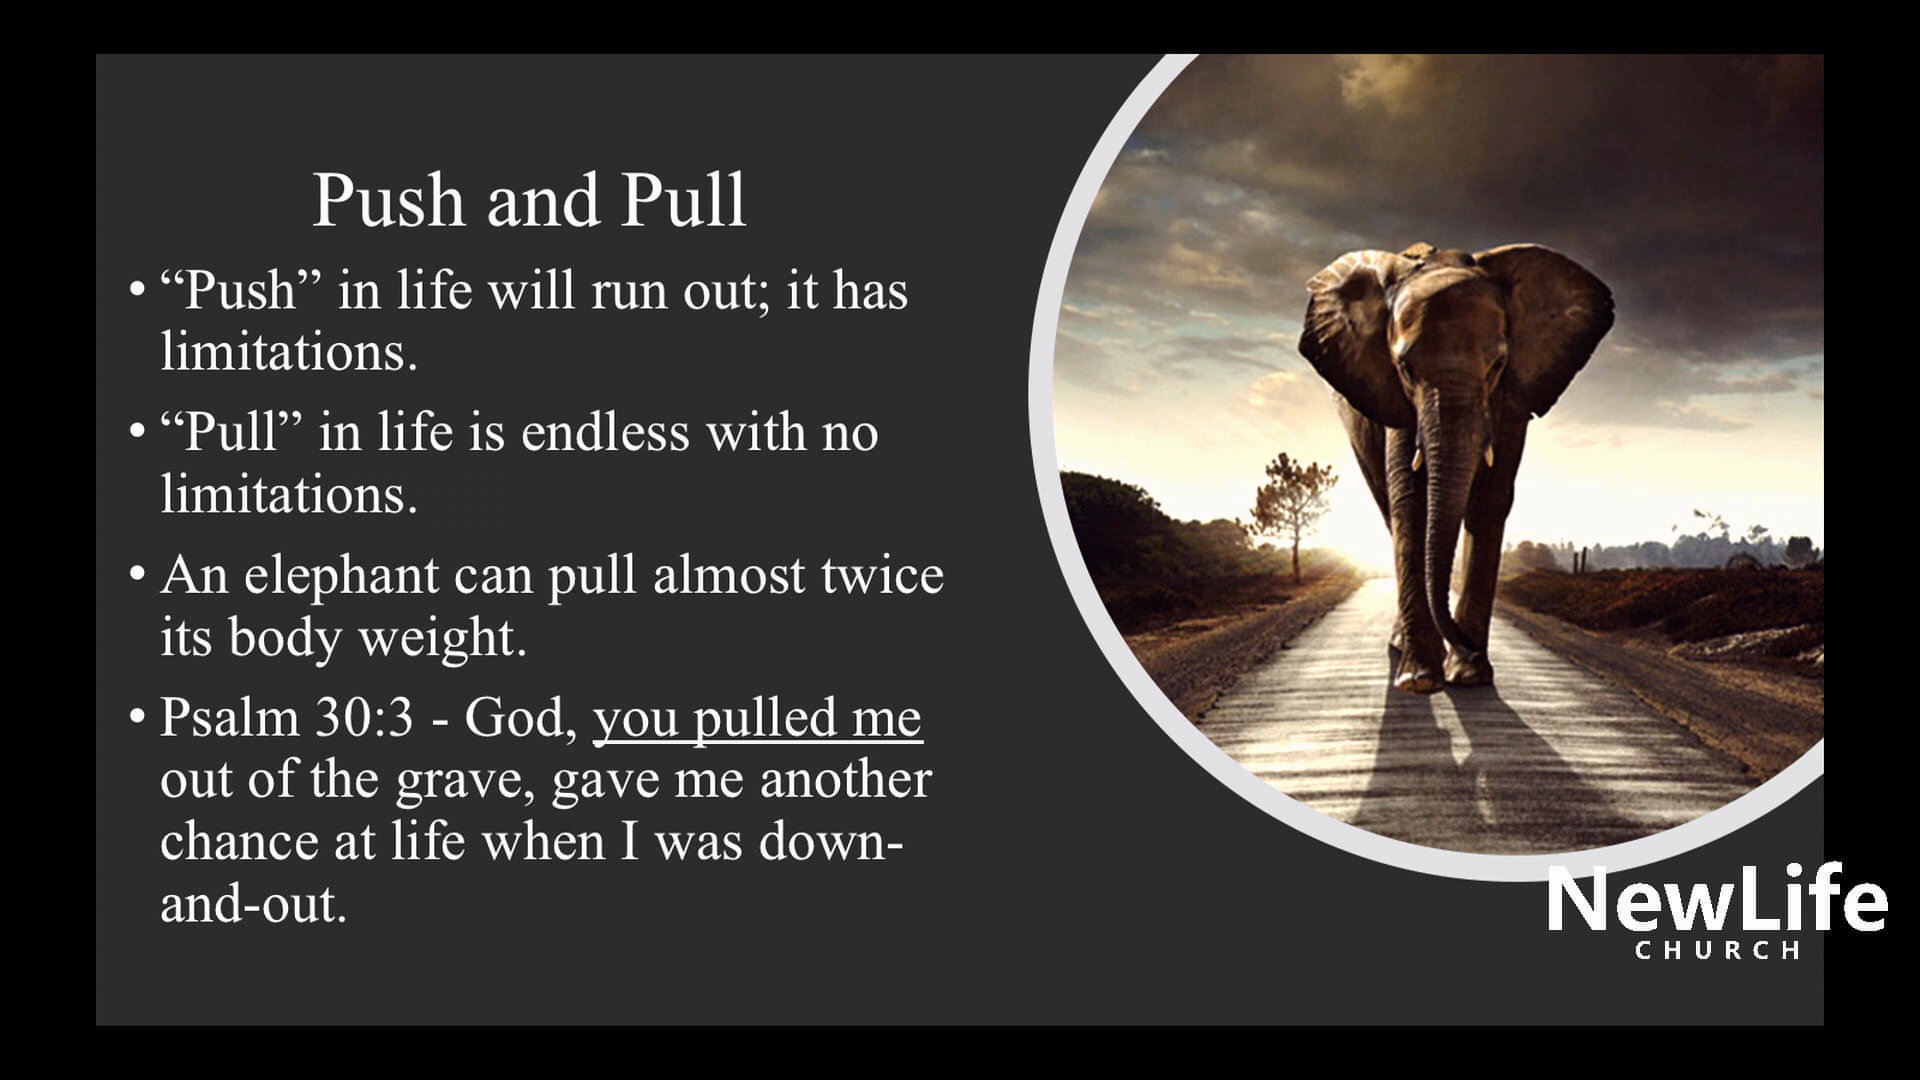 Push and Pull
• “Push” in life will run out; it has
limitations.
• “Pull” in life is endless with no
limitations.
• An elephant can pull almost twice
its body weight.
• Psalm 30:3 - God, you pulled me
out of the grave, gave me another
chance at life when I was down-
and-out.
NewLife
CHURCH